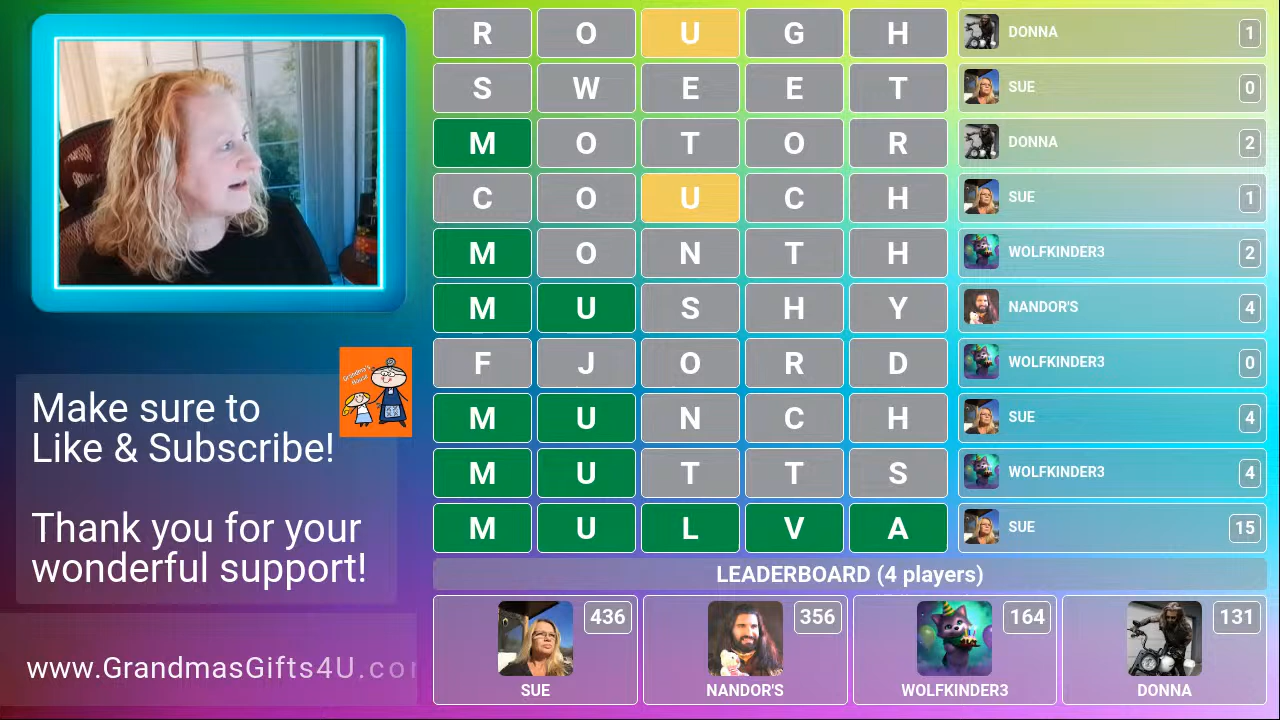 R O U G H DONNA 1
S W E E T SUE 0
M O T O R DONNA 2
C O U C H SUE 1
M O N T H WOLFKINDER3 2
M U S H Y NANDOR'S 4
F J O R D WOLFKINDER3 0
M U N C H SUE 4
M U T T S WOLFKINDER3 4
M U L V A SUE 15
LEADERBOARD (4 players)
436 356 164 131
SUE NANDOR'S WOLFKINDER3 DONNA
Grandma's
House
Make sure to
Like & Subscribe!
Thank you for your
wonderful support!
www.GrandmasGifts4U.co